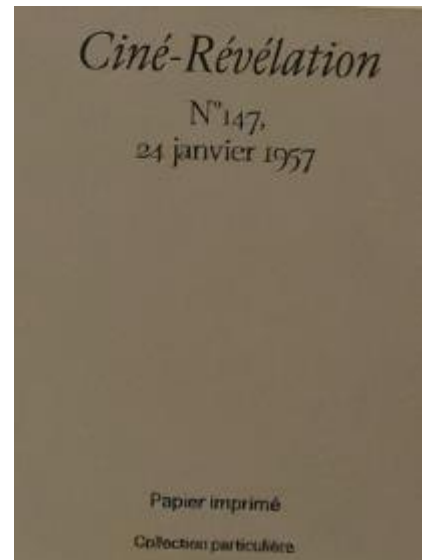 Ciné-Révélation
N°147,
24 janvier 1957
Papier imprimé
Collection particulière